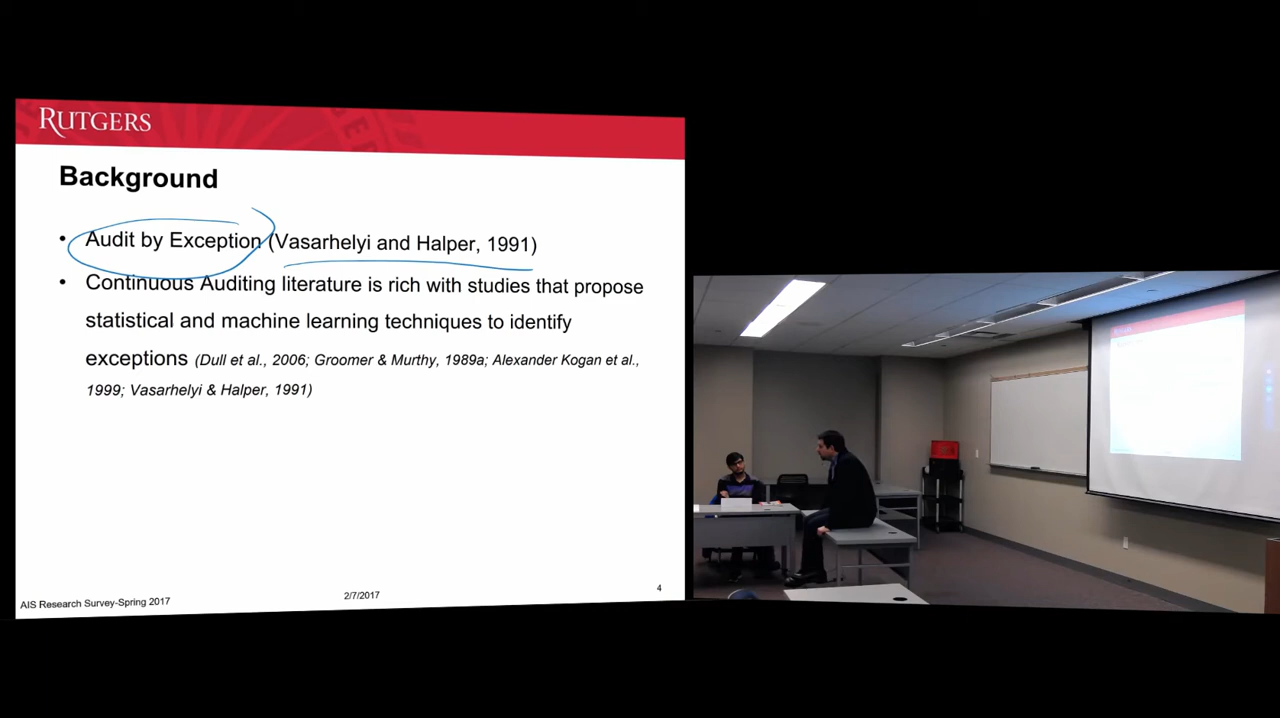 RUTGERS
Background
• Audit by Exception (Vasarhelyi and Halper, 1991)
• Continuous Auditing literature is rich with studies that propose
statistical and machine learning techniques to identify
exceptions (Dull et al., 2006; Groomer & Murthy, 1989a; Alexander Kogan et al.,
1999; Vasarhelyi & Halper, 1991)
AIS Research Survey-Spring 2017
2/7/2017
4